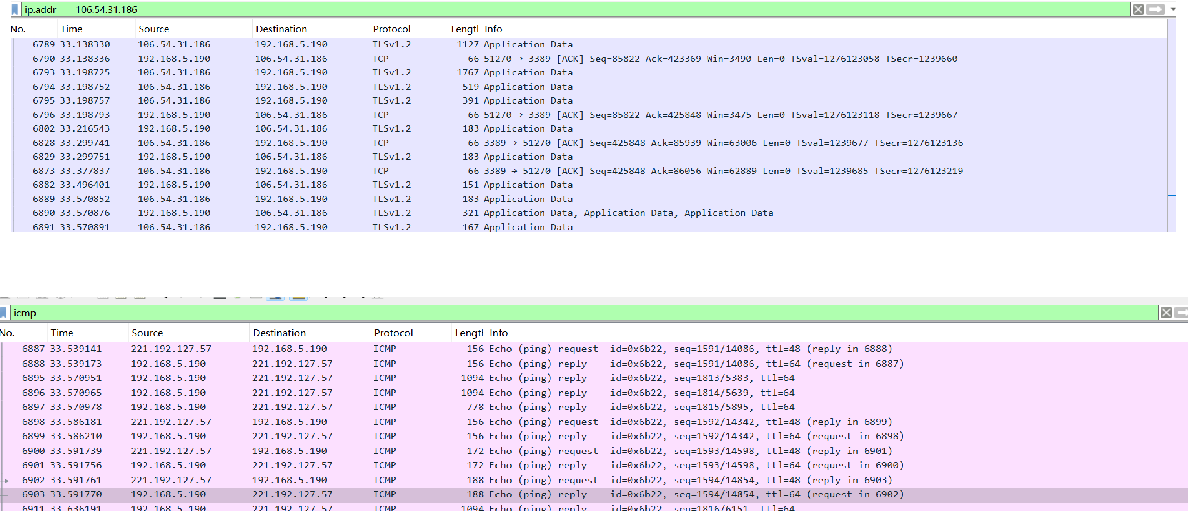 ip.addr 106.54.31.186
No. Time Source Destination Protocol Lengtl Info
6789 33.138330 106.54.31.186 192.168.5.190 TLSv1.2 1127 Application Data
6790 33.138336 192.168.5.190 106.54.31.186 TCP 66 51270 → 3389 [ACK] Seq=85822 Ack=423369 Win=3490 Len=0 TSval=1276123058 TSecr=1239660
6793 33.198725 106.54.31.186 192.168.5.190 TLSv1.2 1767 Application Data
6794 33.198752 106.54.31.186 192.168.5.190 TLSv1.2 519 Application Data
6795 33.198757 106.54.31.186 192.168.5.190 TLSv1.2 391 Application Data
6796 33.198793 192.168.5.190 106.54.31.186 TCP 66 51270 → 3389 [ACK] Seq=85822 Ack=425848 Win=3475 Len=0 TSval=1276123118 TSecr=1239667
6802 33.216543 192.168.5.190 106.54.31.186 TLSv1.2 183 Application Data
6828 33.299741 106.54.31.186 192.168.5.190 TCP 66 3389 → 51270 [ACK] Seq=425848 Ack=85939 Win=63006 Len=0 TSval=1239677 TSecr=1276123136
6829 33.299751 192.168.5.190 106.54.31.186 TLSv1.2 183 Application Data
6873 33.377837 106.54.31.186 192.168.5.190 TCP 66 3389 → 51270 [ACK] Seq=425848 Ack=86056 Win=62889 Len=0 TSval=1239685 TSecr=1276123219
6882 33.496401 192.168.5.190 106.54.31.186 TLSv1.2 151 Application Data
6889 33.570852 106.54.31.186 192.168.5.190 TLSv1.2 183 Application Data
6890 33.570876 192.168.5.190 106.54.31.186 TLSv1.2 321 Application Data, Application Data, Application Data
6891 33.570891 106.54.31.186 192.168.5.190 TLSv1.2 167 Application Data
icmp
No. Time Source Destination Protocol Lengtl Info
6887 33.539141 221.192.127.57 192.168.5.190 ICMP 156 Echo (ping) request id=0x6b22, seq=1591/14086, ttl=48 (reply in 6888)
6888 33.539173 192.168.5.190 221.192.127.57 ICMP 156 Echo (ping) reply id=0x6b22, seq=1591/14086, ttl=64 (request in 6887)
6895 33.570951 192.168.5.190 221.192.127.57 ICMP 1094 Echo (ping) reply id=0x6b22, seq=1813/5383, ttl=64
6896 33.570965 192.168.5.190 221.192.127.57 ICMP 1094 Echo (ping) reply id=0x6b22, seq=1814/5639, ttl=64
6897 33.570978 192.168.5.190 221.192.127.57 ICMP 778 Echo (ping) reply id=0x6b22, seq=1815/5895, ttl=64
6898 33.586181 221.192.127.57 192.168.5.190 ICMP 156 Echo (ping) request id=0x6b22, seq=1592/14342, ttl=48 (reply in 6899)
6899 33.586210 192.168.5.190 221.192.127.57 ICMP 156 Echo (ping) reply id=0x6b22, seq=1592/14342, ttl=64 (request in 6898)
6900 33.591739 221.192.127.57 192.168.5.190 ICMP 172 Echo (ping) request id=0x6b22, seq=1593/14598, ttl=48 (reply in 6901)
6901 33.591756 192.168.5.190 221.192.127.57 ICMP 172 Echo (ping) reply id=0x6b22, seq=1593/14598, ttl=64 (request in 6900)
6902 33.591761 221.192.127.57 192.168.5.190 ICMP 188 Echo (ping) request id=0x6b22, seq=1594/14854, ttl=48 (reply in 6903)
6903 33.591770 192.168.5.190 221.192.127.57 ICMP 188 Echo (ping) reply id=0x6b22, seq=1594/14854, ttl=64 (request in 6902)
6911 33.636191 192.168.5.190 221.192.127.57 ICMP 1094 Echo (ping) reply id=0x6b22, seq=1816/6151, ttl=64